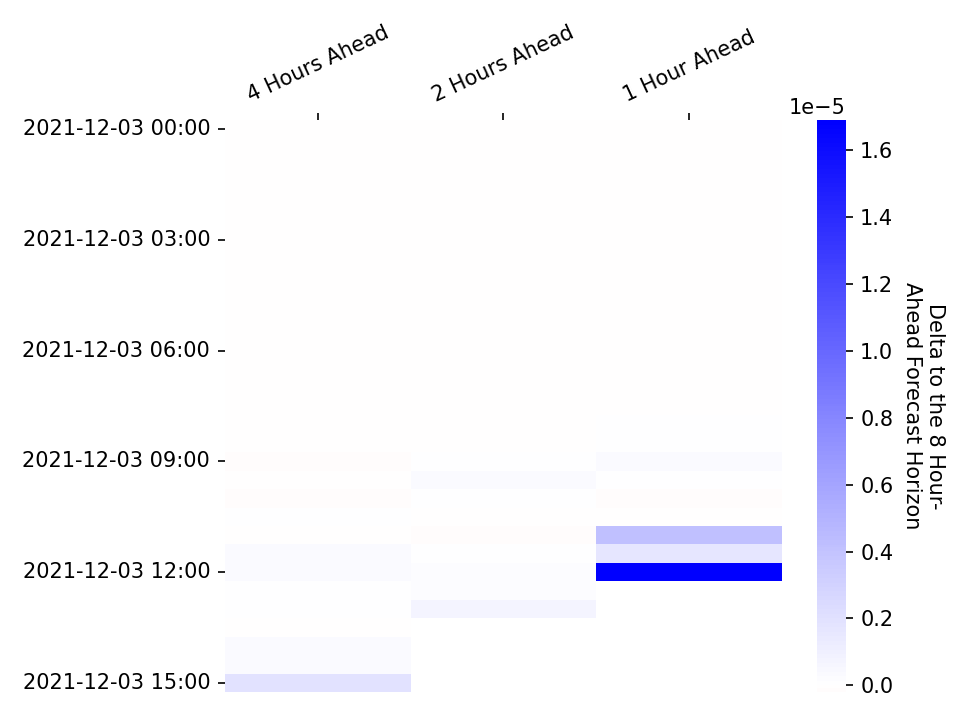 4 Hours Ahead
2 Hours Ahead
1 Hour Ahead
2021-12-03 00:00
2021-12-03 03:00
2021-12-03 06:00
2021-12-03 09:00
2021-12-03 12:00
2021-12-03 15:00
1e−5
1.6
1.4
1.2
1.0
0.8
0.6
0.4
0.2
0.0
Delta to the 8 Hour-
Ahead Forecast Horizon